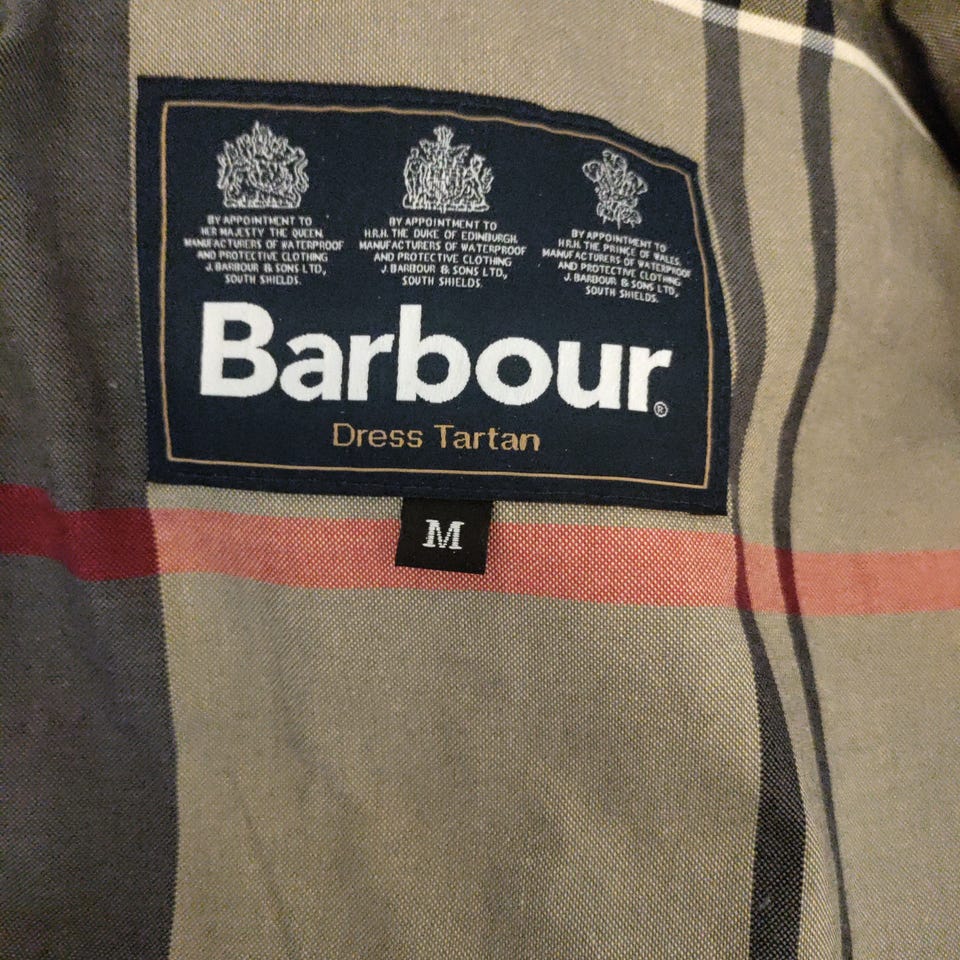 BY APPOINTMENT TO
HER MAJESTY THE QUEEN
MANUFACTURERS OF WATERPROOF
AND PROTECTIVE CLOTHING
J. BARBOUR & SONS LTD,
SOUTH SHIELDS.
BY APPOINTMENT TO
H.R.H. THE DUKE OF EDINBURGH.
MANUFACTURERS OF WATERPROOF
AND PROTECTIVE CLOTHING
J. BARBOUR & SONS LTD,
SOUTH SHIELDS.
BY APPOINTMENT TO
H.R.H. THE PRINCE OF WALES.
MANUFACTURERS OF WATERPROOF
AND PROTECTIVE CLOTHING
J. BARBOUR & SONS LTD,
SOUTH SHIELDS.
Barbour®
Dress Tartan
M